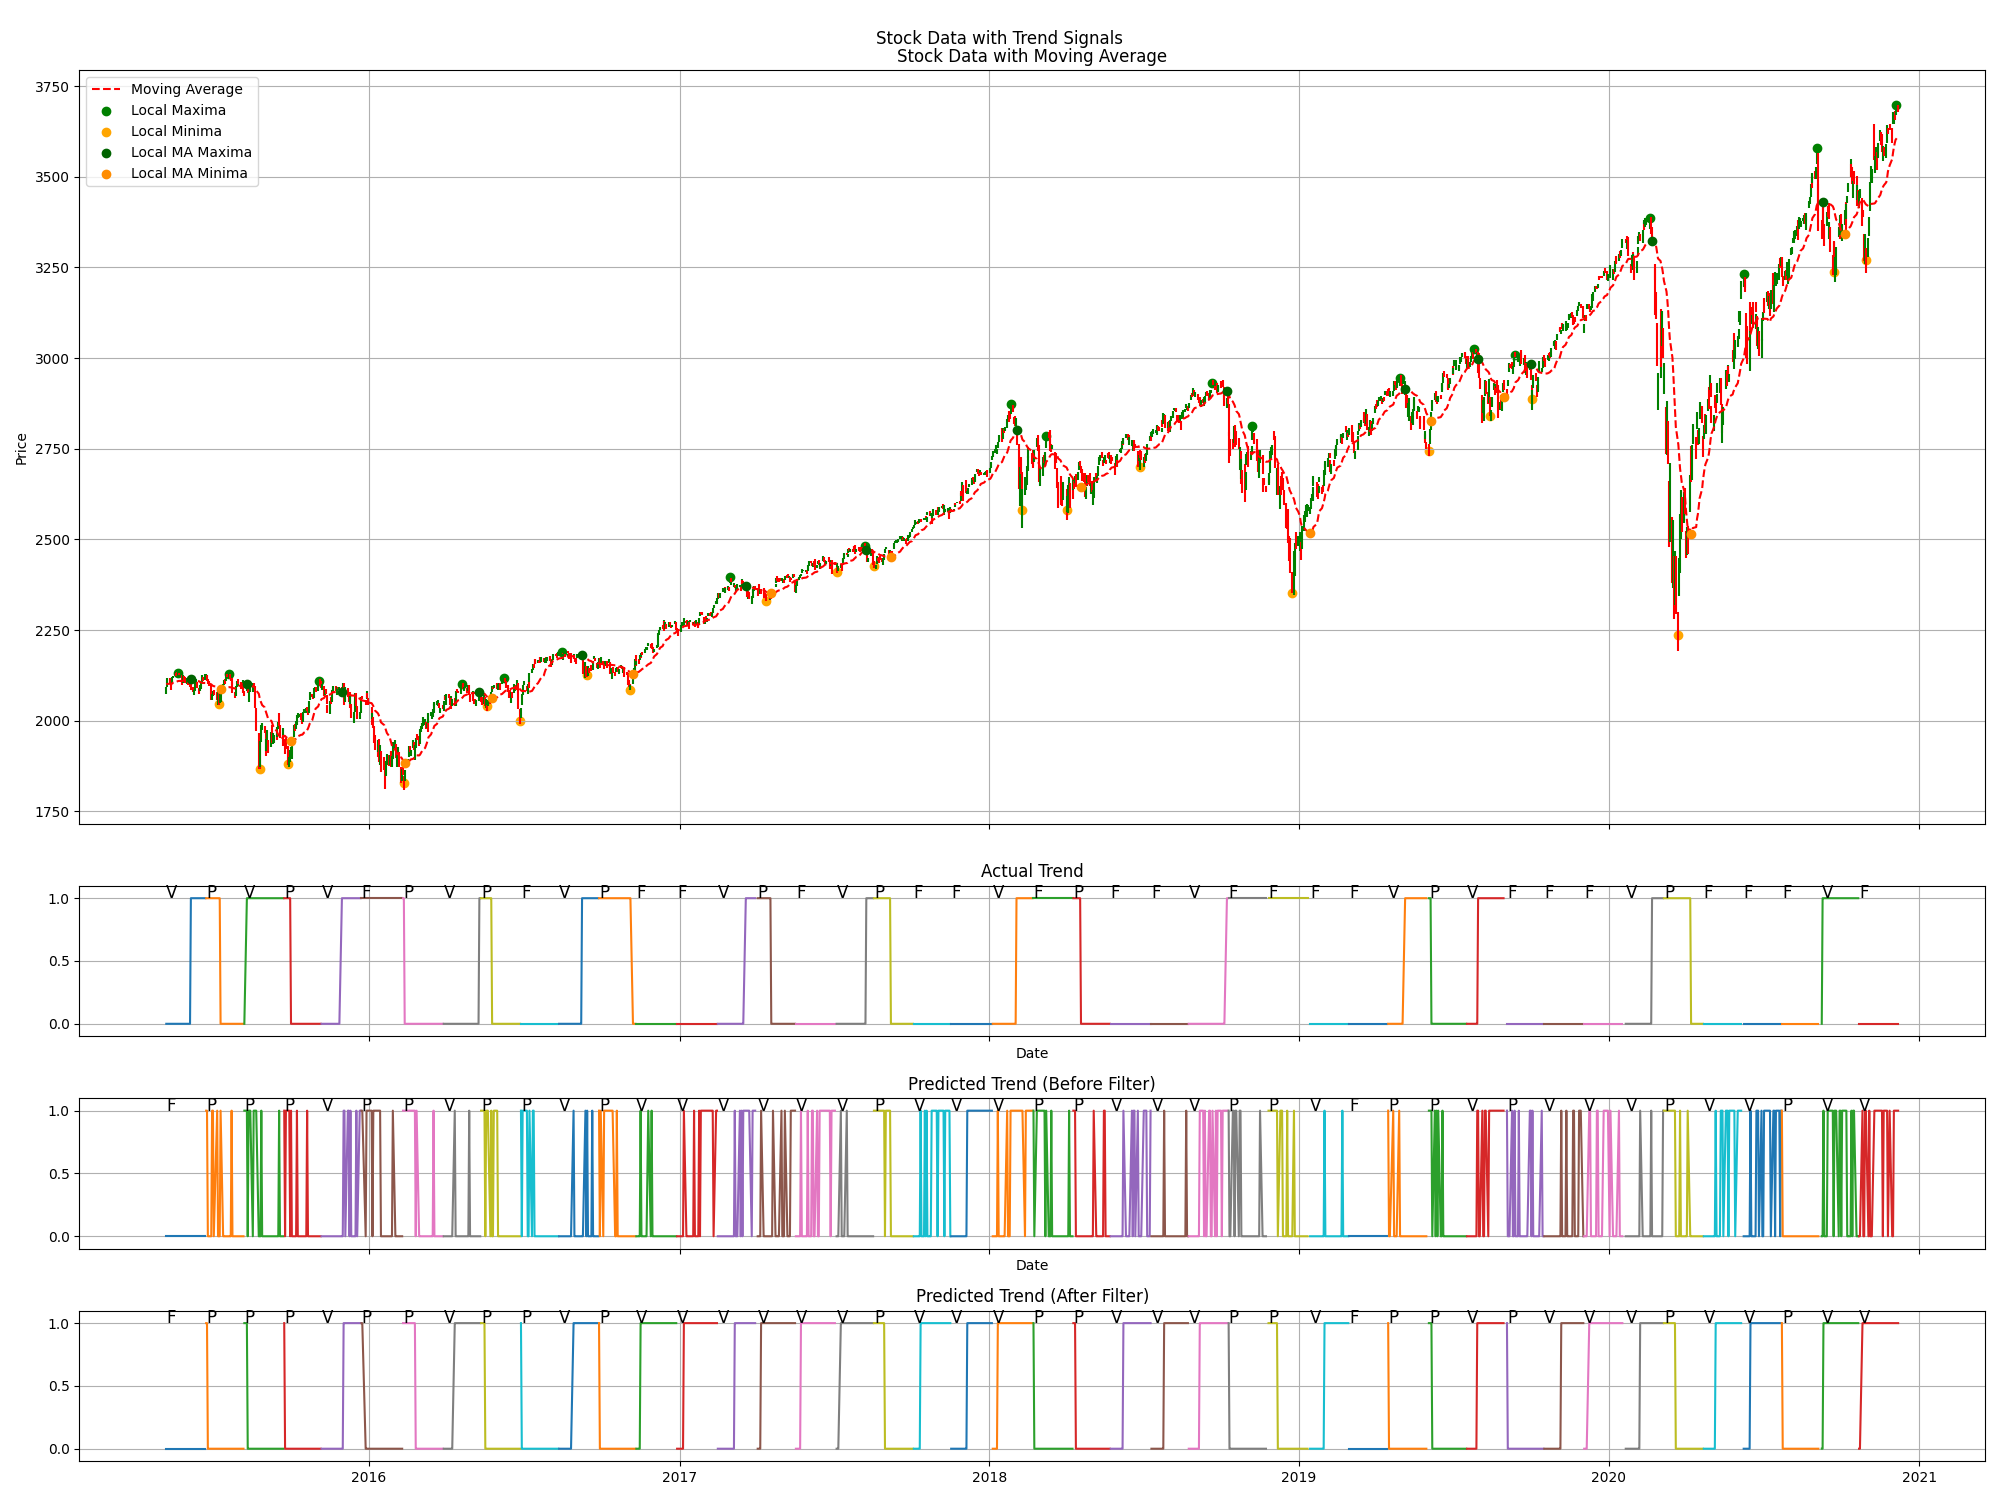 Stock Data with Trend Signals
Stock Data with Moving Average
Moving Average
Local Maxima
Local Minima
Local MA Maxima
Local MA Minima
Price
3750
3500
3250
3000
2750
2500
2250
2000
1750
Actual Trend
V P V P V F P V P F V P F F V P F V P F F V F P F F V F F F F V P V F F F V P F F F V F
1.0
0.5
0.0
Date
Predicted Trend (Before Filter)
F P P P V P P V P P V P V V V V V V P V V V P P V V V P P V F P P V P V V V P V V P V V
1.0
0.5
0.0
Date
Predicted Trend (After Filter)
F P P P V P P V P P V P V V V V V V P V V V P P V V V P P V F P P V P V V V P V V P V V
1.0
0.5
0.0
2016 2017 2018 2019 2020 2021